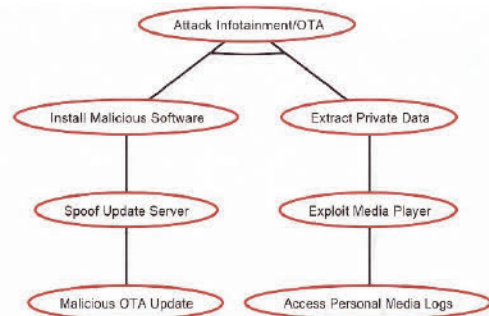 Attack Infotainment/OTA
Install Malicious Software
Extract Private Data
Spoof Update Server
Exploit Media Player
Malicious OTA Update
Access Personal Media Logs